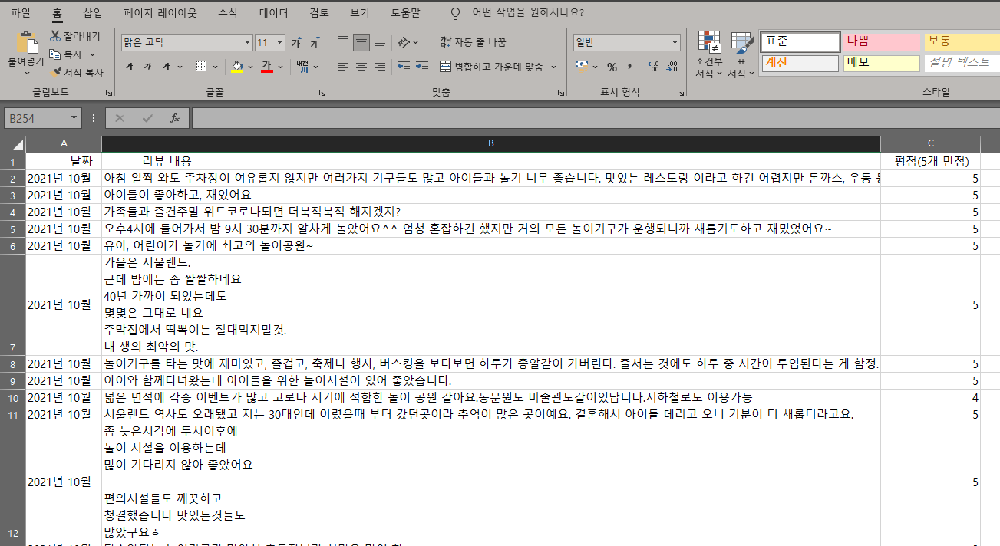 파일 홈 삽입 페이지 레이아웃 수식 데이터 검토 보기 도움말 어떤 작업을 원하시나요?
붙여넣기
잘라내기
복사
서식 복사
클립보드
맑은 고딕 11 가 가
가 가 가 가 내천
글꼴
자동 줄 바꿈
병합하고 가운데 맞춤
맞춤
일반
% , .00 .0
표시 형식
조건부 서식
표 서식
표준 나쁨 보통
계산 메모 설명 텍스트
스타일
B254 fx
A B C
1 날짜 리뷰 내용 평점(5개 만점)
2 2021년 10월 아침 일찍 와도 주차장이 여유롭지 않지만 여러가지 기구들도 많고 아이들과 놀기 너무 좋습니다. 맛있는 레스토랑 이라고 하긴 어렵지만 돈까스, 우동 5
3 2021년 10월 아이들이 좋아하고, 재있어요 5
4 2021년 10월 가족들과 즐건주말 위드코로나되면 더북적북적 해지겠지? 5
5 2021년 10월 오후4시에 들어가서 밤 9시 30분까지 알차게 놀았어요^^ 엄청 혼잡하긴 했지만 거의 모든 놀이기구가 운행되니까 새롭기도하고 재밌었어요~ 5
6 2021년 10월 유아, 어린이가 놀기에 최고의 놀이공원~ 5
가을은 서울랜드.
근데 밤에는 좀 쌀쌀하네요
40년 가까이 되었는데도
2021년 10월 5
몇몇은 그대로 네요
주막집에서 떡뽁이는 절대먹지말것.
7 내 생의 최악의 맛.
8 2021년 10월 놀이기구를 타는 맛에 재미있고, 즐겁고, 축제나 행사, 버스킹을 보다보면 하루가 총알같이 가버린다. 줄서는 것에도 하루 중 시간이 투입된다는 게 함정. 5
9 2021년 10월 아이와 함께다녀왔는데 아이들을 위한 놀이시설이 있어 좋았습니다. 5
10 2021년 10월 넓은 면적에 각종 이벤트가 많고 코로나 시기에 적합한 놀이 공원 같아요.동문원도 미술관도같이있답니다.지하철로도 이용가능 4
11 2021년 10월 서울랜드 역사도 오래됐고 저는 30대인데 어렸을때 부터 갔던곳이라 추억이 많은 곳이예요. 결혼해서 아이들 데리고 오니 기분이 더 새롭더라고요. 5
좀 늦은시각에 두시이후에
놀이 시설을 이용하는데
많이 기다리지 않아 좋았어요
2021년 10월 5
편의시설들도 깨끗하고
청결했습니다 맛있는것들도
12 많았구요ㅎ